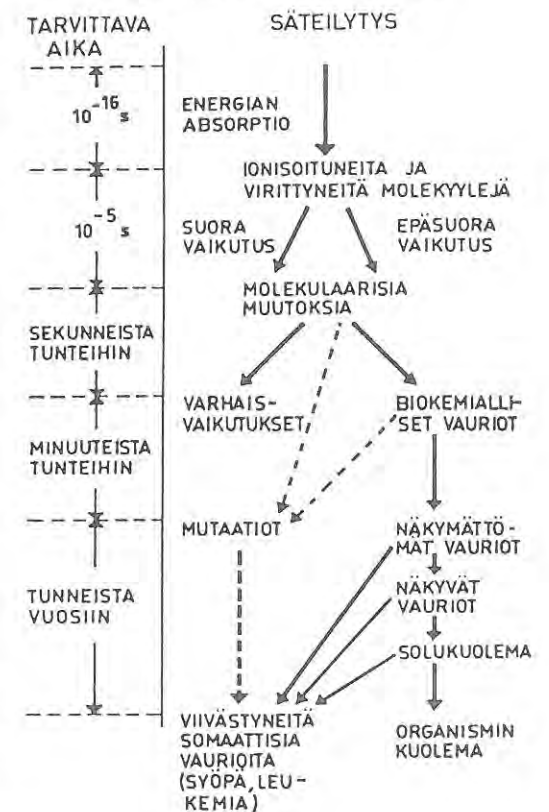 TARVITTAVA
AIKA
SÄTEILYTYS
10⁻¹⁶ s
ENERGIAN
ABSORPTIO
IONISOITUNEITA JA
VIRITTYNEITÄ MOLEKYYLEJÄ
10⁻⁵ s
SUORA
VAIKUTUS
EPÄSUORA
VAIKUTUS
MOLEKULAARISIA
MUUTOKSIA
SEKUNNEISTA
TUNTEIHIN
VARHAIS-
VAIKUTUKSET
BIOKEMIALLI-
SET VAURIOT
MINUUTEISTA
TUNTEIHIN
MUTAATIOT
NÄKYMÄTTÖ-
MÄT VAURIOT
TUNNEISTA
VUOSIIN
NÄKYVÄT
VAURIOT
SOLUKUOLEMA
VIIVÄSTYNEITÄ
SOMAATTISIA
VAURIOITA
(SYÖPÄ, LEU-
KEMIA)
ORGANISMIN
KUOLEMA